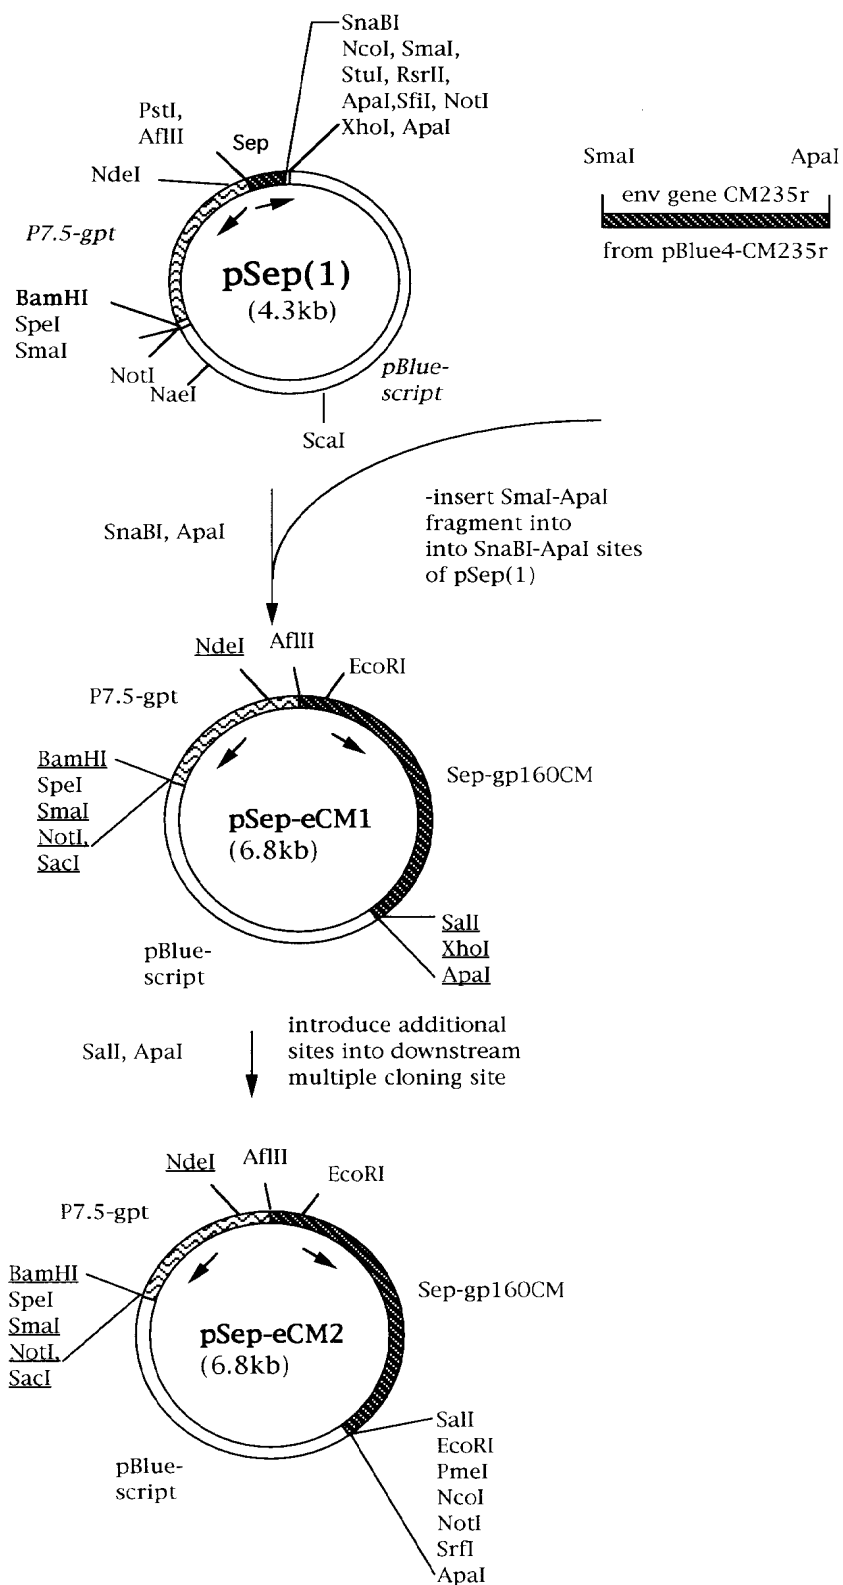 SnaBI
NcoI, SmaI,
StuI, RsrII,
ApaI,SfiI, NotI
XhoI, ApaI
PstI,
AflII
Sep
NdeI
P7.5-gpt
pSep(1)
(4.3kb)
BamHI
SpeI
SmaI
NotI
NaeI
pBlue-
script
ScaI
SmaI
ApaI
env gene CM235r
from pBlue4-CM235r
SnaBI, ApaI
-insert SmaI-ApaI
fragment into
into SnaBI-ApaI sites
of pSep(1)
NdeI
AflII
EcoRI
P7.5-gpt
BamHI
SpeI
SmaI
NotI,
SacI
Sep-gp160CM
pSep-eCM1
(6.8kb)
SalI
XhoI
ApaI
pBlue-
script
SalI, ApaI
introduce additional
sites into downstream
multiple cloning site
NdeI
AflII
EcoRI
P7.5-gpt
BamHI
SpeI
SmaI
NotI,
SacI
Sep-gp160CM
pSep-eCM2
(6.8kb)
pBlue-
script
SalI
EcoRI
PmeI
NcoI
NotI
SrfI
ApaI